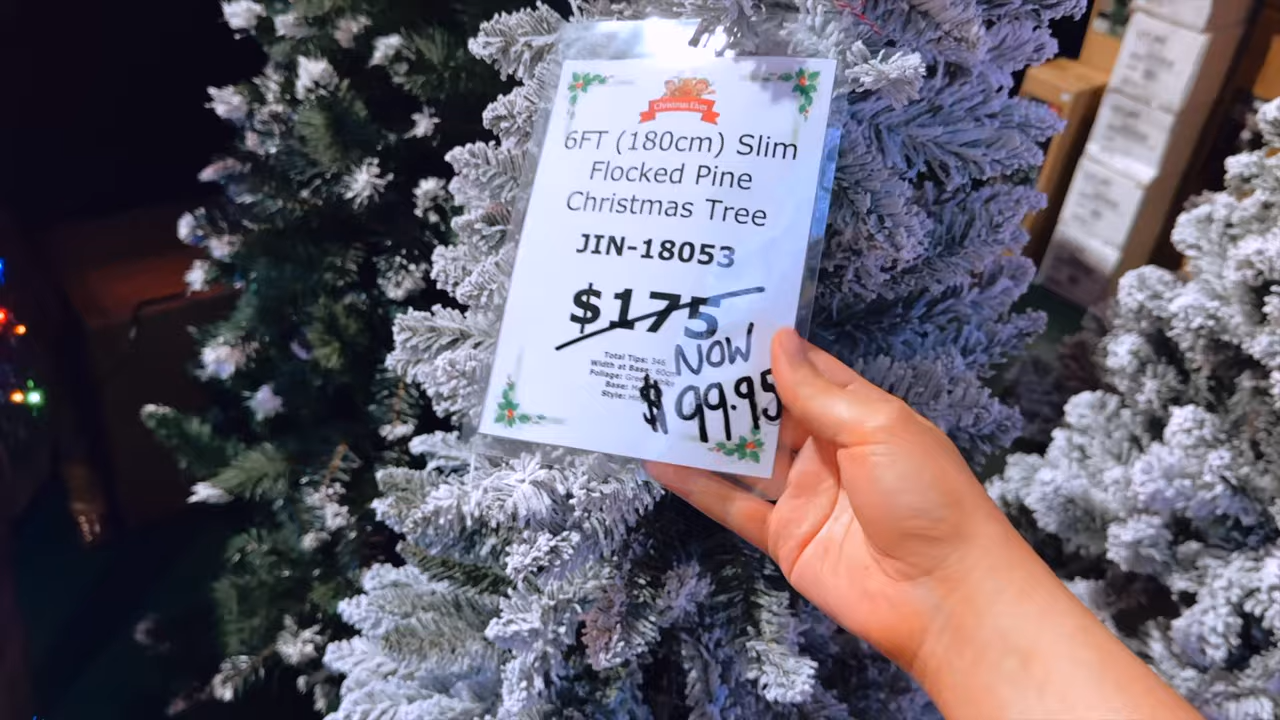 Christmas Elves
6FT (180cm) Slim
Flocked Pine
Christmas Tree
JIN-18053
$175
NOW
$99.95
Total Tips: 346
Width at Base: 60cm
Foliage:
Base:
Style: